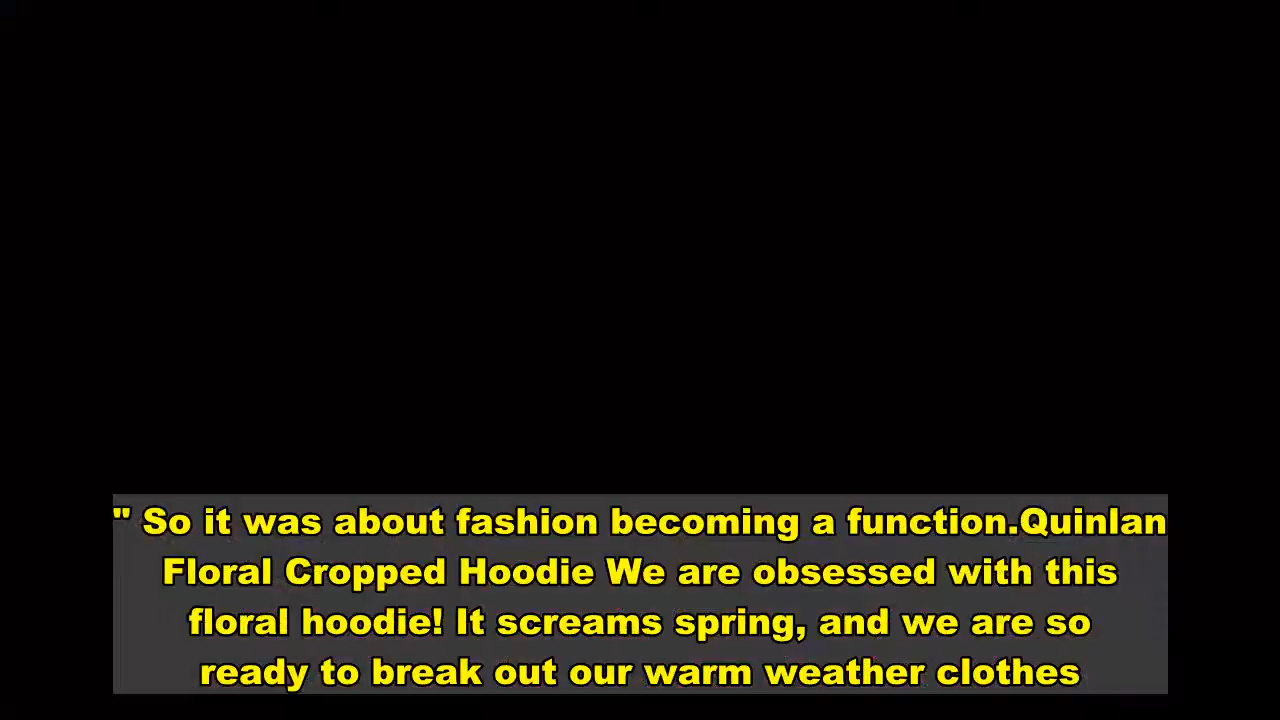 " So it was about fashion becoming a function.Quinlan
Floral Cropped Hoodie We are obsessed with this
floral hoodie! It screams spring, and we are so
ready to break out our warm weather clothes